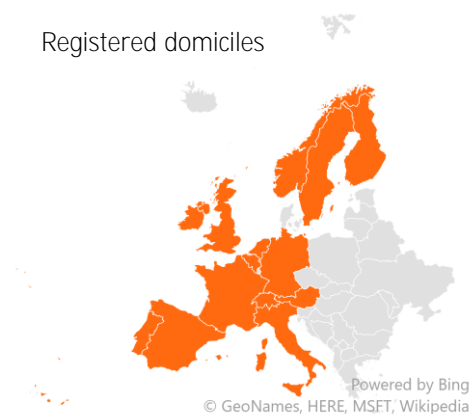 Registered domiciles
Powered by Bing
© GeoNames, HERE, MSFT, Wikipedia